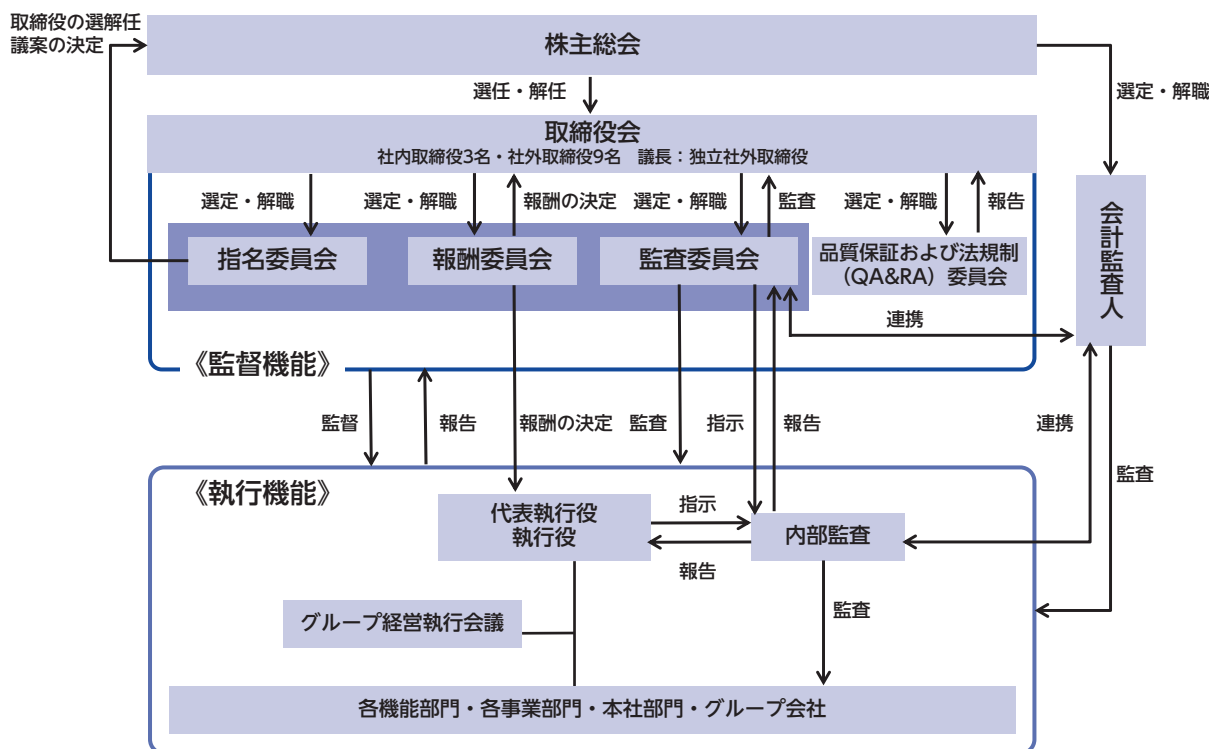 取締役の選解任
議案の決定
株主総会
選任・解任
選定・解職
取締役会
社内取締役3名・社外取締役9名　議長：独立社外取締役
選定・解職
選定・解職
報酬の決定
選定・解職
監査
選定・解職
報告
指名委員会
報酬委員会
監査委員会
品質保証および法規制
（QA&RA）委員会
会計監査人
連携
《監督機能》
監督
報告
報酬の決定
監査
指示
報告
連携
監査
《執行機能》
代表執行役
執行役
指示
報告
内部監査
グループ経営執行会議
監査
各機能部門・各事業部門・本社部門・グループ会社